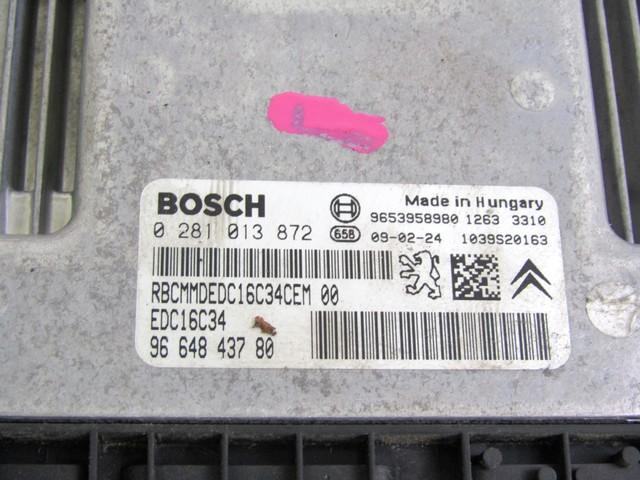 BOSCH
Made in Hungary
9653958980 1263 3310
0 281 013 872
65B
09-02-24 1039S20163
RBCMMDEDC16C34CEM 00
EDC16C34
96 648 437 80